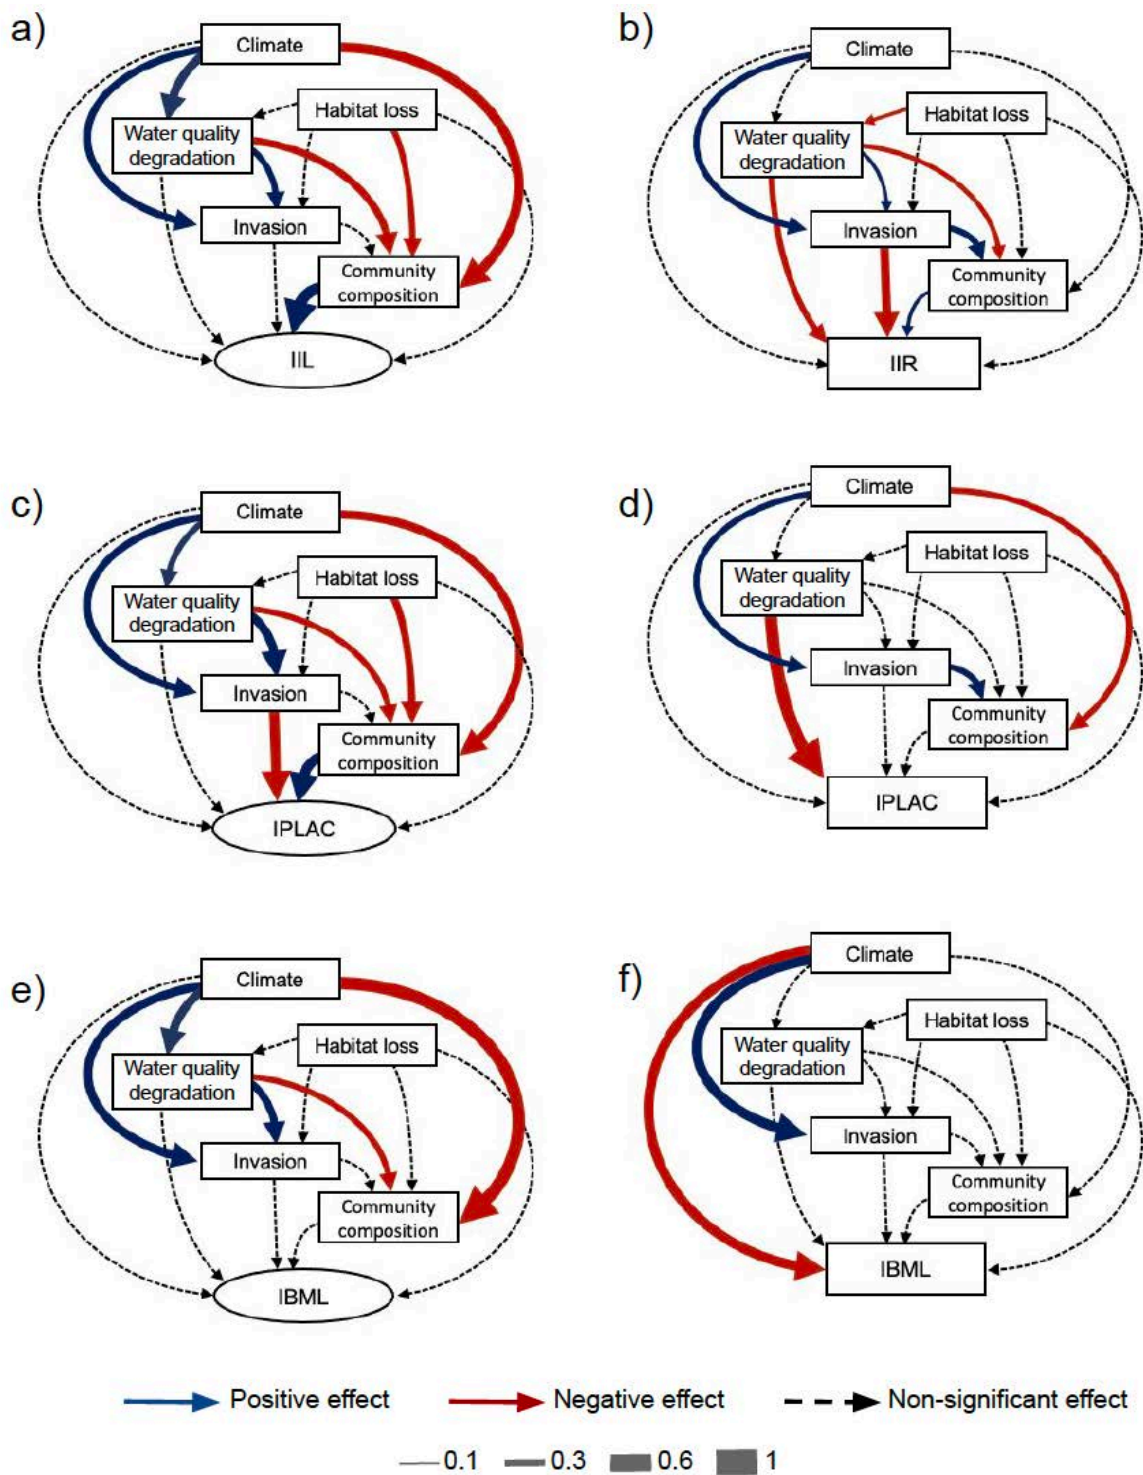 a)
Climate
Habitat loss
Water quality
degradation
Invasion
Community
composition
IIL
b)
Climate
Habitat loss
Water quality
degradation
Invasion
Community
composition
IIR
c)
Climate
Habitat loss
Water quality
degradation
Invasion
Community
composition
IPLAC
d)
Climate
Habitat loss
Water quality
degradation
Invasion
Community
composition
IPLAC
e)
Climate
Habitat loss
Water quality
degradation
Invasion
Community
composition
IBML
f)
Climate
Habitat loss
Water quality
degradation
Invasion
Community
composition
IBML
Positive effect
Negative effect
Non-significant effect
0.1
0.3
0.6
1